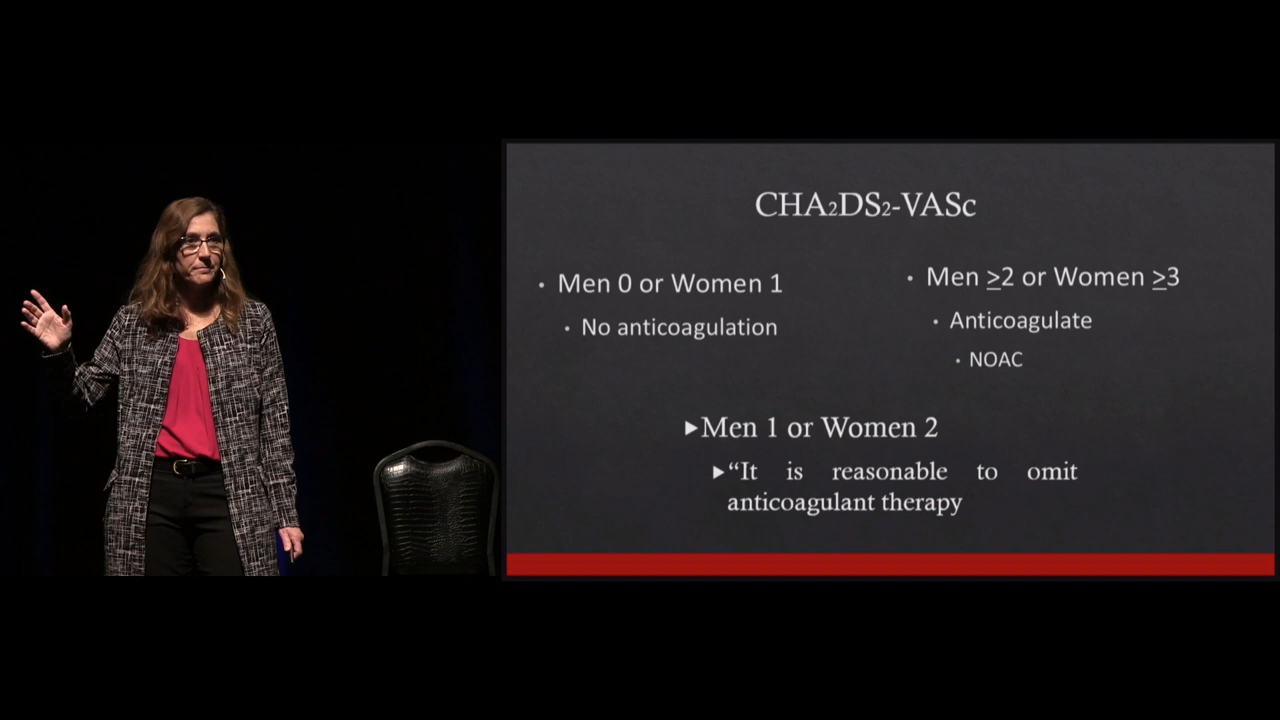 CHA₂DS₂-VASc
• Men 0 or Women 1
• No anticoagulation
• Men ≥2 or Women ≥3
• Anticoagulate
• NOAC
▶Men 1 or Women 2
▶“It is reasonable to omit
anticoagulant therapy